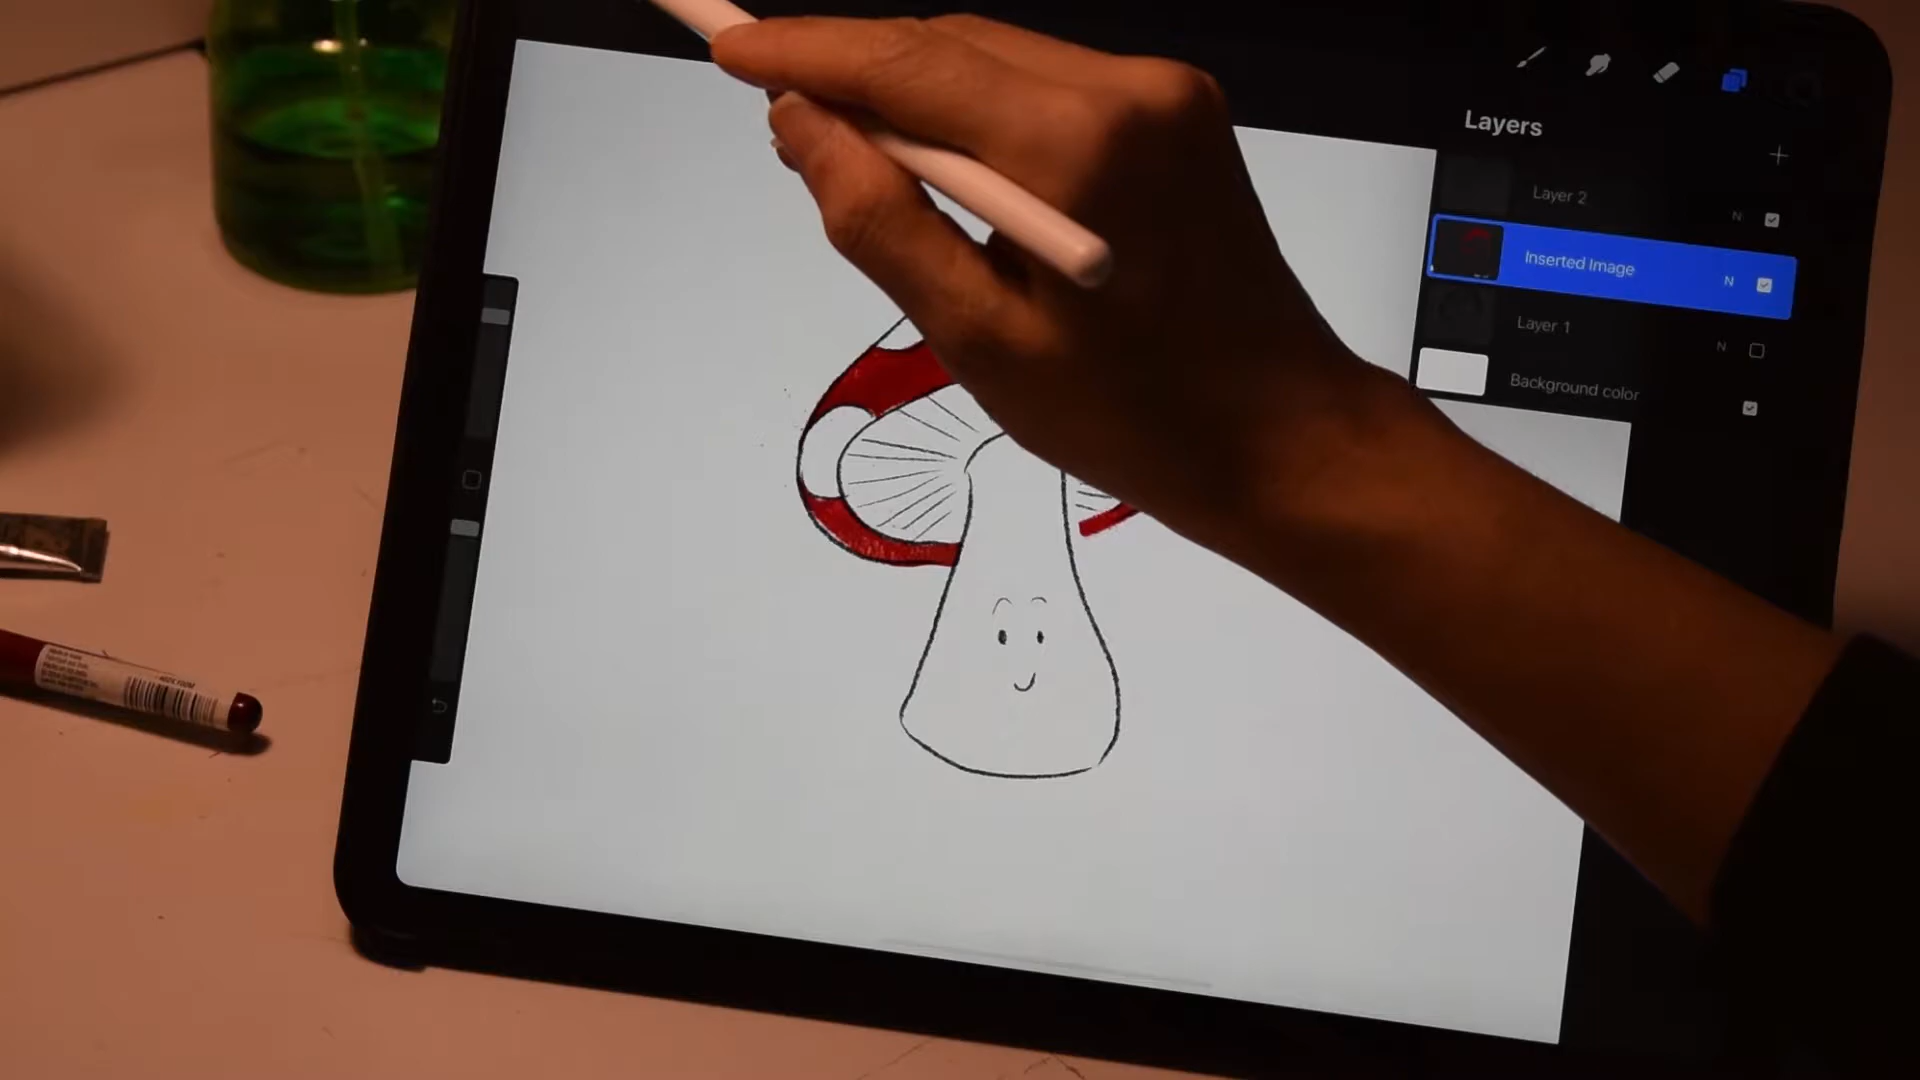 Layers
Layer 2
N
Inserted Image
N
Layer 1
N
Background color